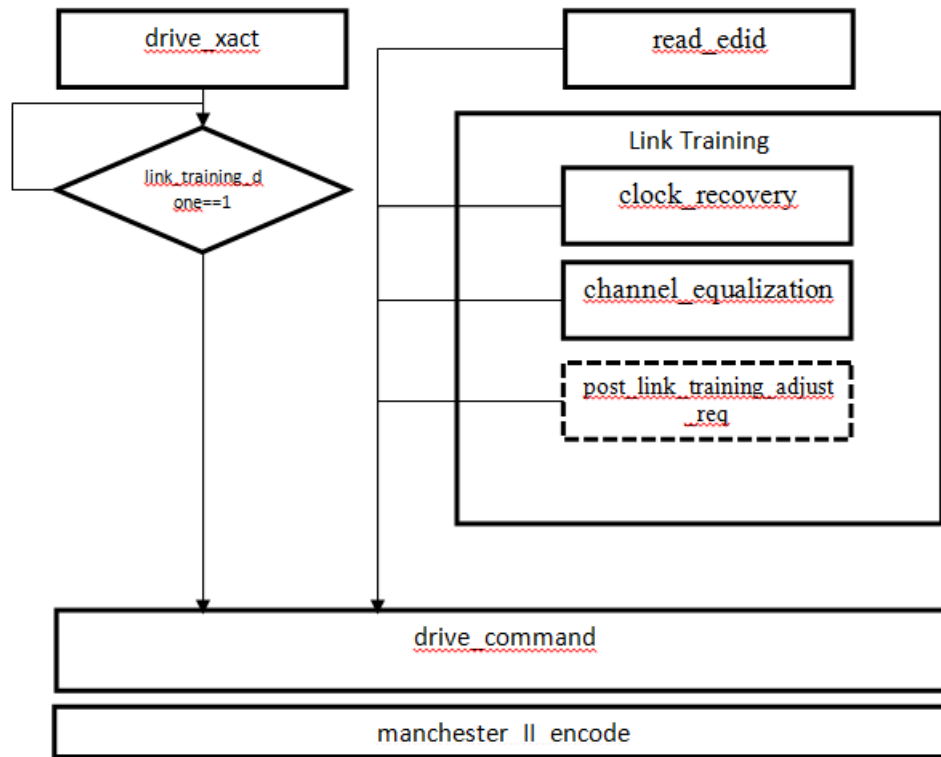 drive_xact
read_edid
link_training_d
one==1
Link Training
clock_recovery
channel_equalization
post_link_training_adjust
_req
drive_command
manchester II encode